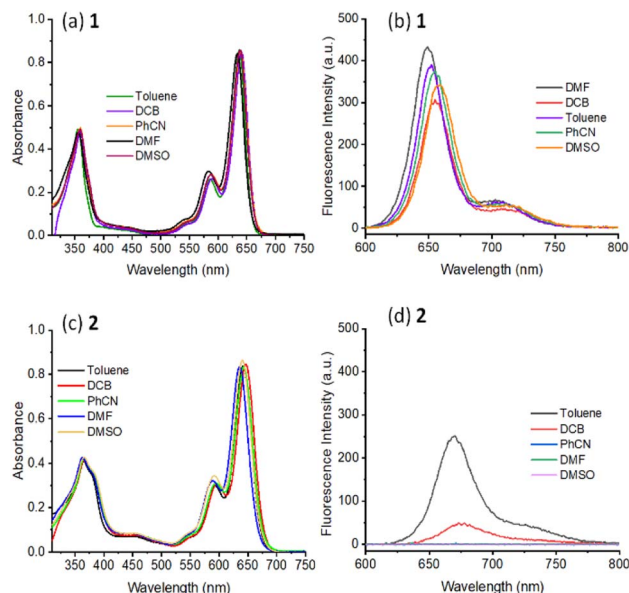 (a) 1
Absorbance
1.0
0.8
0.6
0.4
0.2
0.0
Toluene
DCB
PhCN
DMF
DMSO
350 400 450 500 550 600 650 700 750
Wavelength (nm)
(b) 1
Fluorescence Intensity (a.u.)
500
400
300
200
100
0
DMF
DCB
Toluene
PhCN
DMSO
600 650 700 750 800
Wavelength (nm)
(c) 2
Absorbance
1.0
0.8
0.6
0.4
0.2
0.0
Toluene
DCB
PhCN
DMF
DMSO
350 400 450 500 550 600 650 700 750
Wavelength (nm)
(d) 2
Fluorescence Intensity (a.u.)
500
400
300
200
100
0
Toluene
DCB
PhCN
DMF
DMSO
600 650 700 750 800
Wavelength (nm)